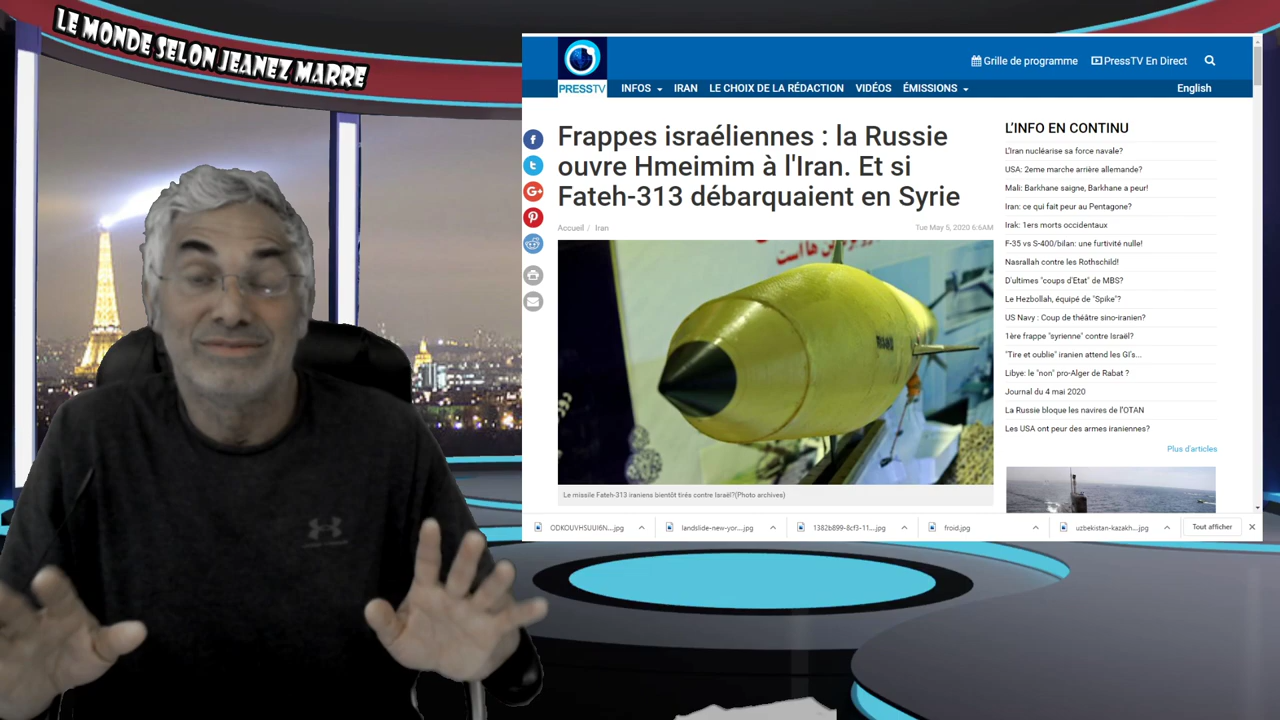 LE MONDE SELON JEANEZ MARRE
PRESSTV
Grille de programme
PressTV En Direct
INFOS
IRAN
LE CHOIX DE LA RÉDACTION
VIDÉOS
ÉMISSIONS
English
Frappes israéliennes : la Russie
ouvre Hmeimim à l'Iran. Et si
Fateh-313 débarquaient en Syrie
Accueil / Iran
Tue May 5, 2020 6:6AM
Le missile Fateh-313 iraniens bientôt tirés contre Israël?(Photo archives)
L'INFO EN CONTINU
L'Iran nucléarise sa force navale?
USA: 2eme marche arrière allemande?
Mali: Barkhane saigne, Barkhane a peur!
Iran: ce qui fait peur au Pentagone?
Irak: 1ers morts occidentaux
F-35 vs S-400/bilan: une furtivité nulle!
Nasrallah contre les Rothschild!
D'ultimes "coups d'Etat" de MBS?
Le Hezbollah, équipé de "Spike"?
US Navy : Coup de théâtre sino-iranien?
1ère frappe "syrienne" contre Israël?
"Tire et oublie" iranien attend les GI's...
Libye: le "non" pro-Alger de Rabat ?
Journal du 4 mai 2020
La Russie bloque les navires de l'OTAN
Les USA ont peur des armes iraniennes?
Plus d'articles
ODKOUVH5UUI6N....jpg
landslide-new-yor....jpg
1382b899-8cf3-11....jpg
froid.jpg
uzbekistan-kazakh....jpg
Tout afficher